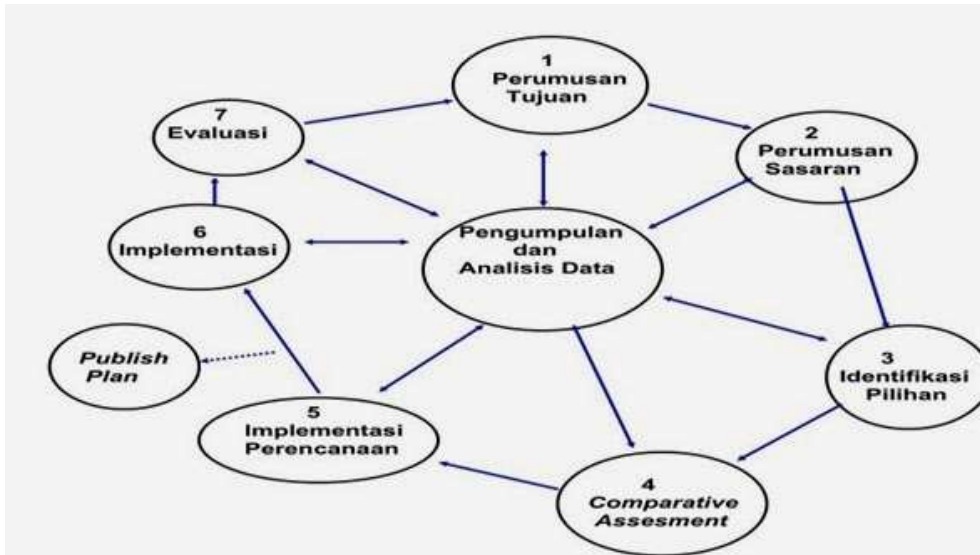 1
Perumusan
Tujuan
2
Perumusan
Sasaran
3
Identifikasi
Pilihan
4
Comparative
Assesment
5
Implementasi
Perencanaan
Publish
Plan
6
Implementasi
7
Evaluasi
Pengumpulan
dan
Analisis Data